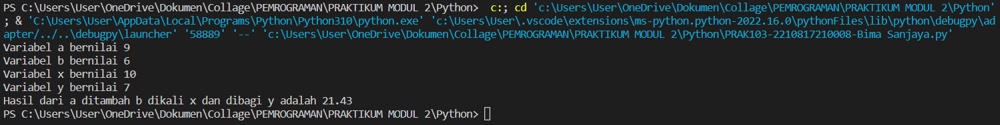 PS C:\Users\User\OneDrive\Dokumen\Collage\PEMROGRAMAN\PRAKTIKUM MODUL 2\Python>  c:; cd 'c:\Users\User\OneDrive\Dokumen\Collage\PEMROGRAMAN\PRAKTIKUM MODUL 2\Python'
; & 'C:\Users\User\AppData\Local\Programs\Python\Python310\python.exe' 'c:\Users\User\.vscode\extensions\ms-python.python-2022.16.0\pythonFiles\lib\python\debugpy\ad
apter/../..\debugpy\launcher' '58889' '--' 'c:\Users\User\OneDrive\Dokumen\Collage\PEMROGRAMAN\PRAKTIKUM MODUL 2\Python\PRAK103-2210817210008-Bima Sanjaya.py'
Variabel a bernilai 9
Variabel b bernilai 6
Variabel x bernilai 10
Variabel y bernilai 7
Hasil dari a ditambah b dikali x dan dibagi y adalah 21.43
PS C:\Users\User\OneDrive\Dokumen\Collage\PEMROGRAMAN\PRAKTIKUM MODUL 2\Python>